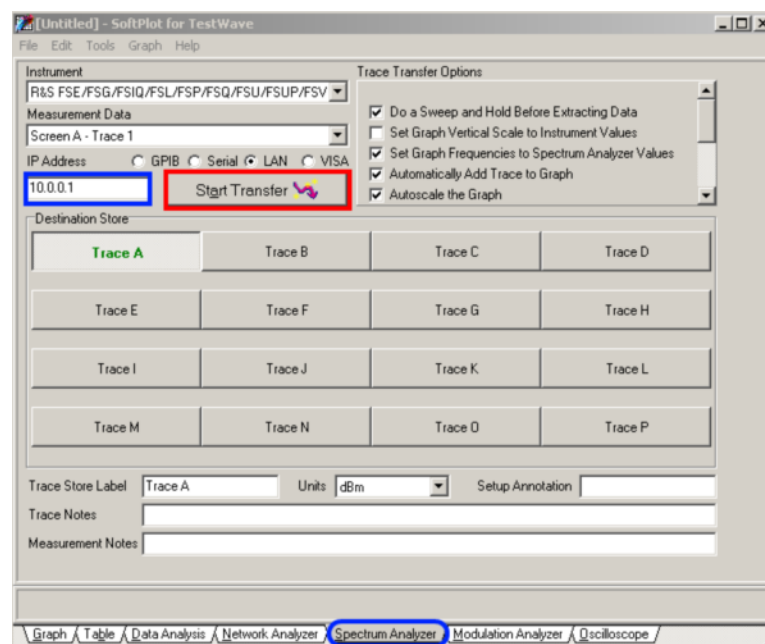 [Untitled] - SoftPlot for TestWave
File Edit Tools Graph Help
Instrument
R&S FSE/FSG/FSIQ/FSL/FSP/FSQ/FSU/FSUP/FSV
Measurement Data
Screen A - Trace 1
IP Address GPIB Serial LAN VISA
10.0.0.1
Start Transfer
Trace Transfer Options
Do a Sweep and Hold Before Extracting Data
Set Graph Vertical Scale to Instrument Values
Set Graph Frequencies to Spectrum Analyzer Values
Automatically Add Trace to Graph
Autoscale the Graph
Destination Store
Trace A Trace B Trace C Trace D
Trace E Trace F Trace G Trace H
Trace I Trace J Trace K Trace L
Trace M Trace N Trace O Trace P
Trace Store Label Trace A Units dBm Setup Annotation
Trace Notes
Measurement Notes
Graph Table Data Analysis Network Analyzer Spectrum Analyzer Modulation Analyzer Oscilloscope